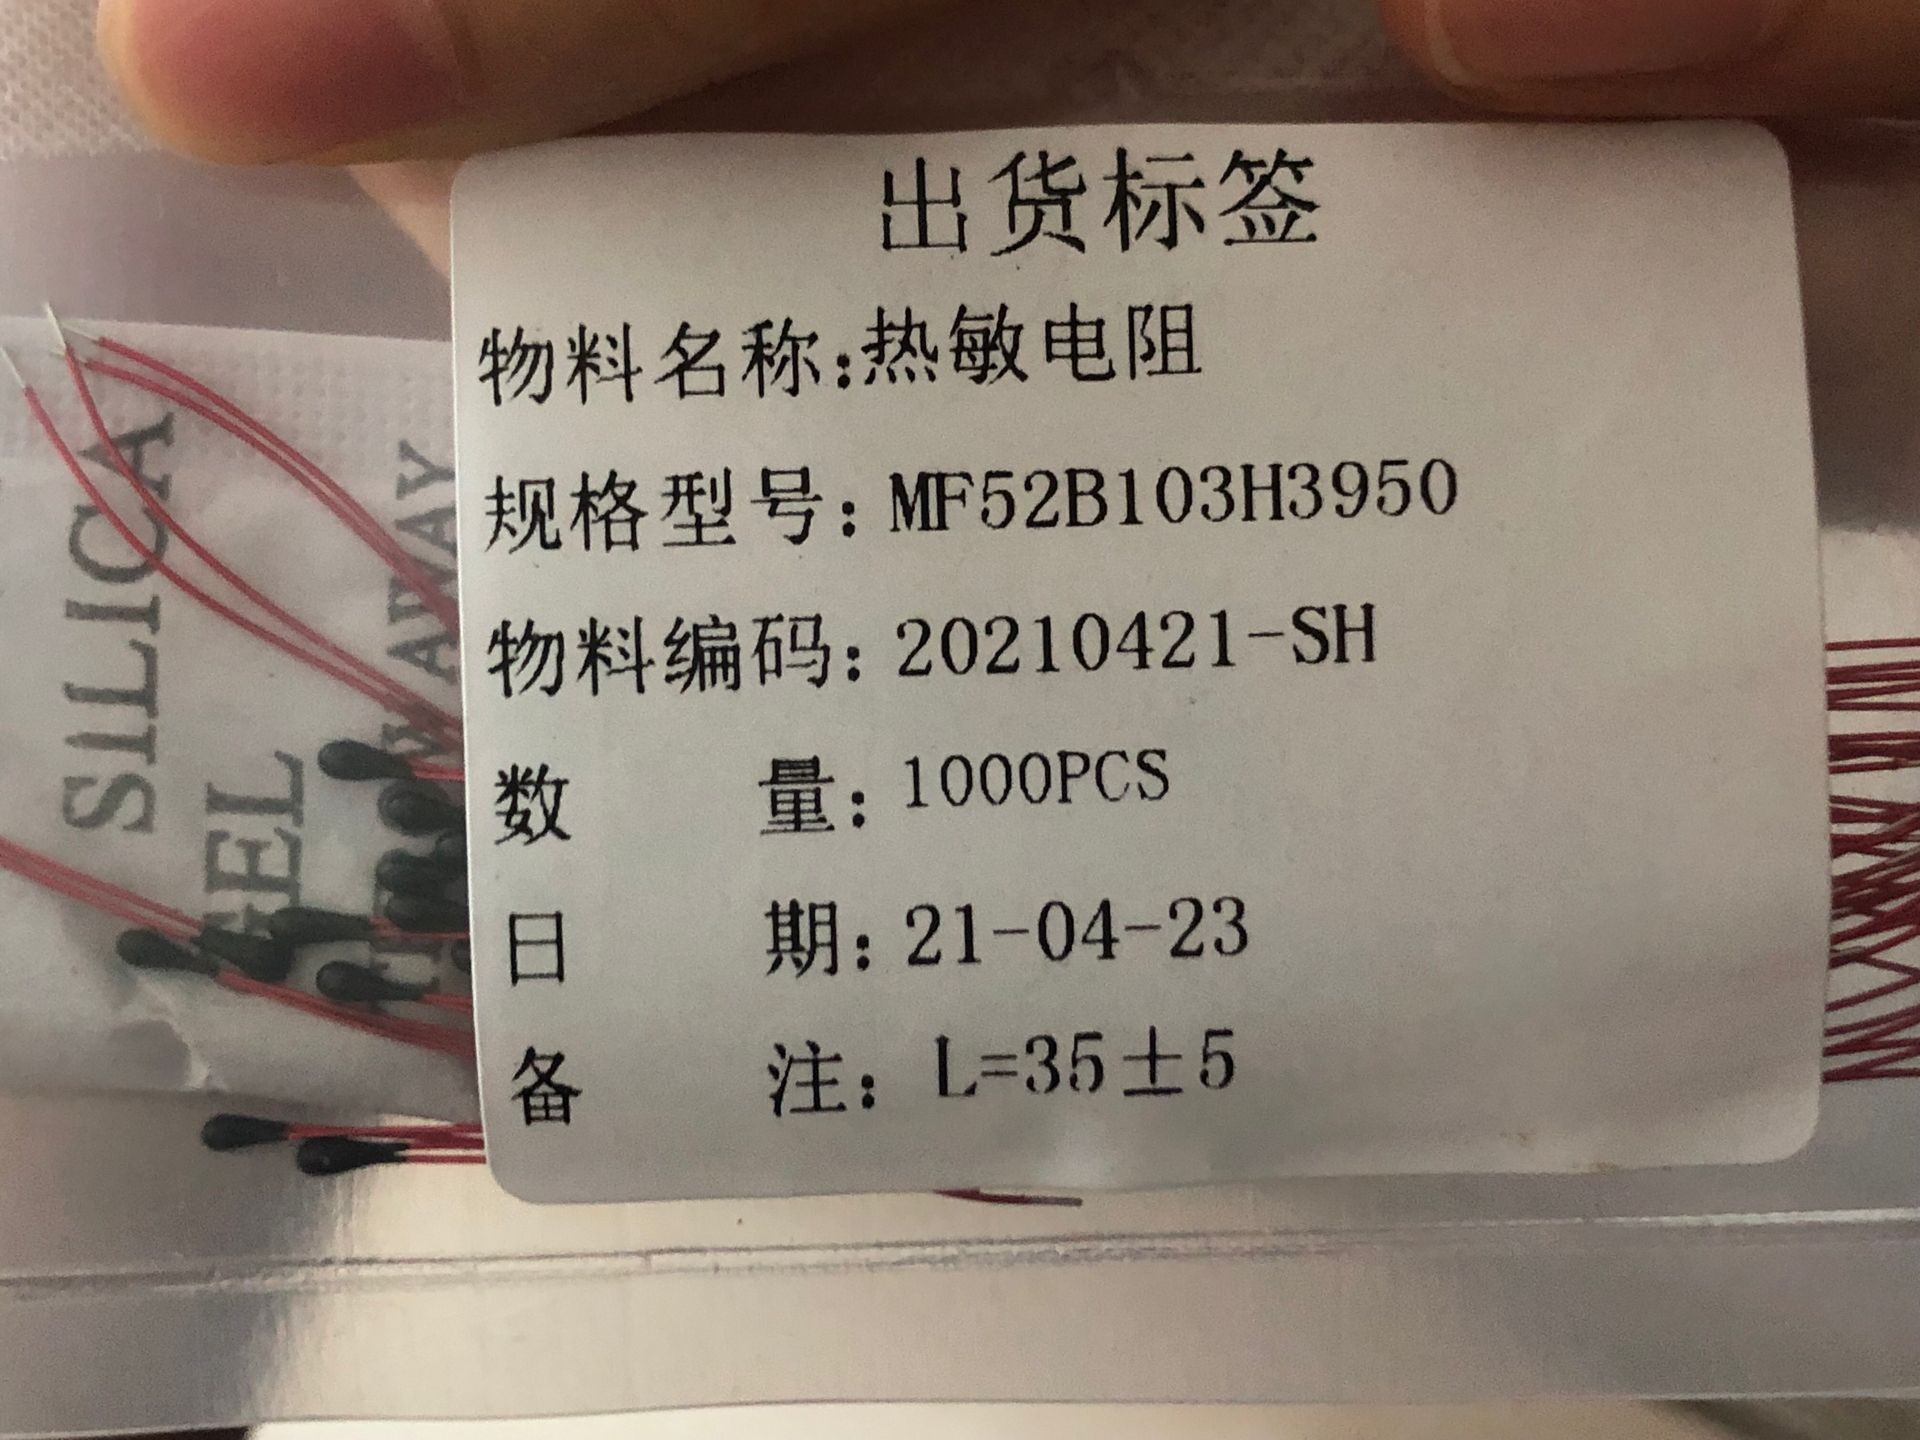 出货标签
物料名称:热敏电阻
规格型号: MF52B103H3950
物料编码: 20210421-SH
数 量: 1000PCS
日 期: 21-04-23
备 注: L=35±5
SILICA
GEL